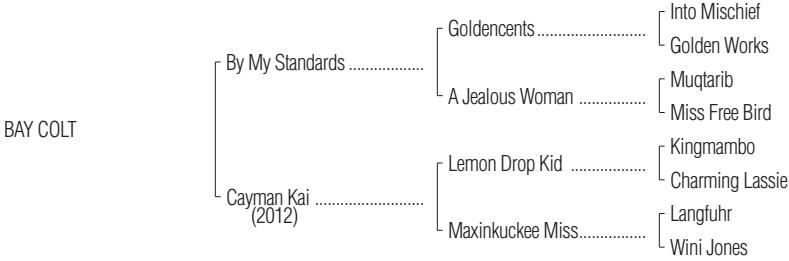 Into Mischief
Goldencents..........................
Golden Works
By My Standards ..................
Muqtarib
A Jealous Woman ................
Miss Free Bird
BAY COLT
Kingmambo
Lemon Drop Kid ..................
Charming Lassie
Cayman Kai ..........................
(2012)
Langfuhr
Maxinkuckee Miss................
Wini Jones